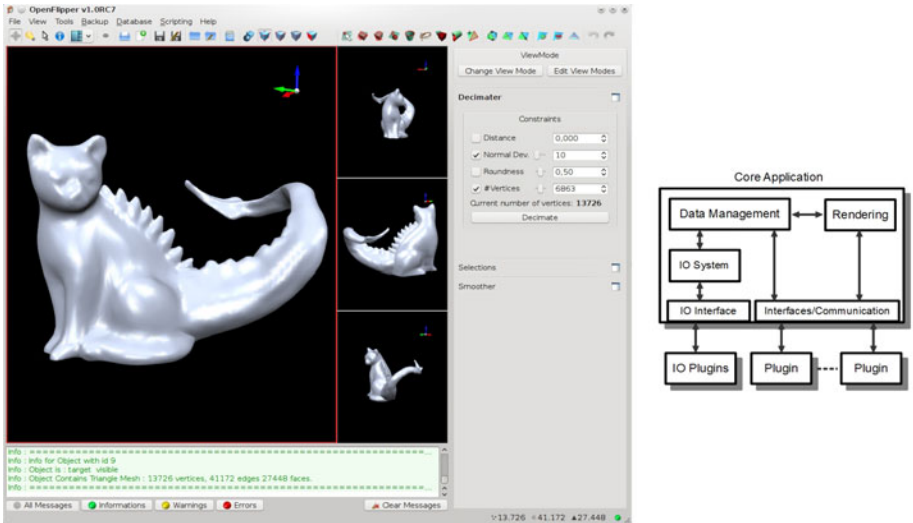 OpenFlipper v1.0RC7
File View Tools Backup Database Scripting Help
ViewMode
Change View Mode Edit View Modes
Decimater
Constraints
Distance 0,000
Normal Dev. 10
Roundness 0,50
#Vertices 6863
Current number of vertices: 13726
Decimate
Selections
Smoother
Info : Info for Object with id 9
Info : Object is : target visible
Info : Object Contains Triangle Mesh : 13726 vertices, 41172 edges 27448 faces.
All Messages Informations Warnings Errors Clear Messages
13.726 41.172 27.448
Core Application
Data Management Rendering
IO System
IO Interface Interfaces/Communication
IO Plugins Plugin Plugin